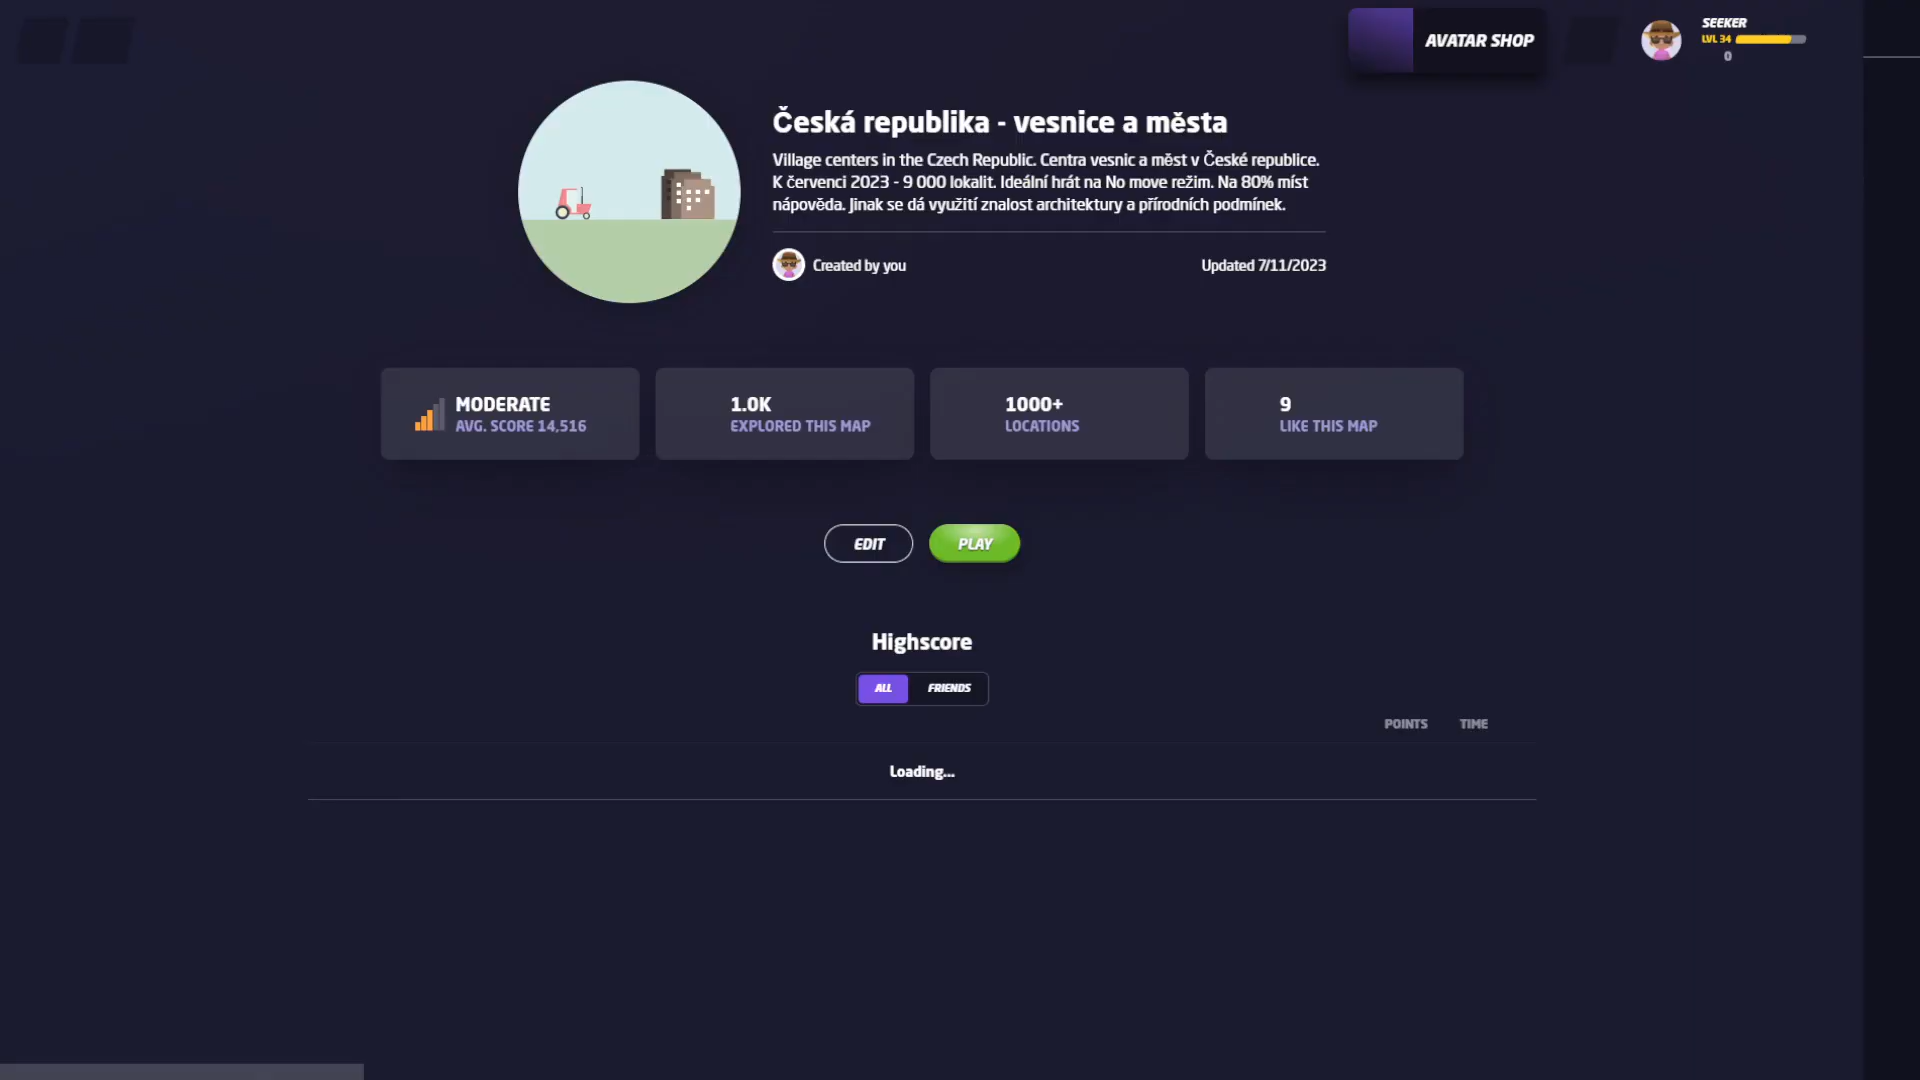 AVATAR SHOP
SEEKER
LVL 34
0
Česká republika - vesnice a města
Village centers in the Czech Republic. Centra vesnic a měst v České republice.
K červenci 2023 - 9 000 lokalit. Ideální hrát na No move režim. Na 80% míst
nápověda. Jinak se dá využití znalost architektury a přírodních podmínek.
Created by you
Updated 7/11/2023
MODERATE
AVG. SCORE 14,516
1.0K
EXPLORED THIS MAP
1000+
LOCATIONS
9
LIKE THIS MAP
EDIT
PLAY
Highscore
ALL
FRIENDS
POINTS
TIME
Loading...